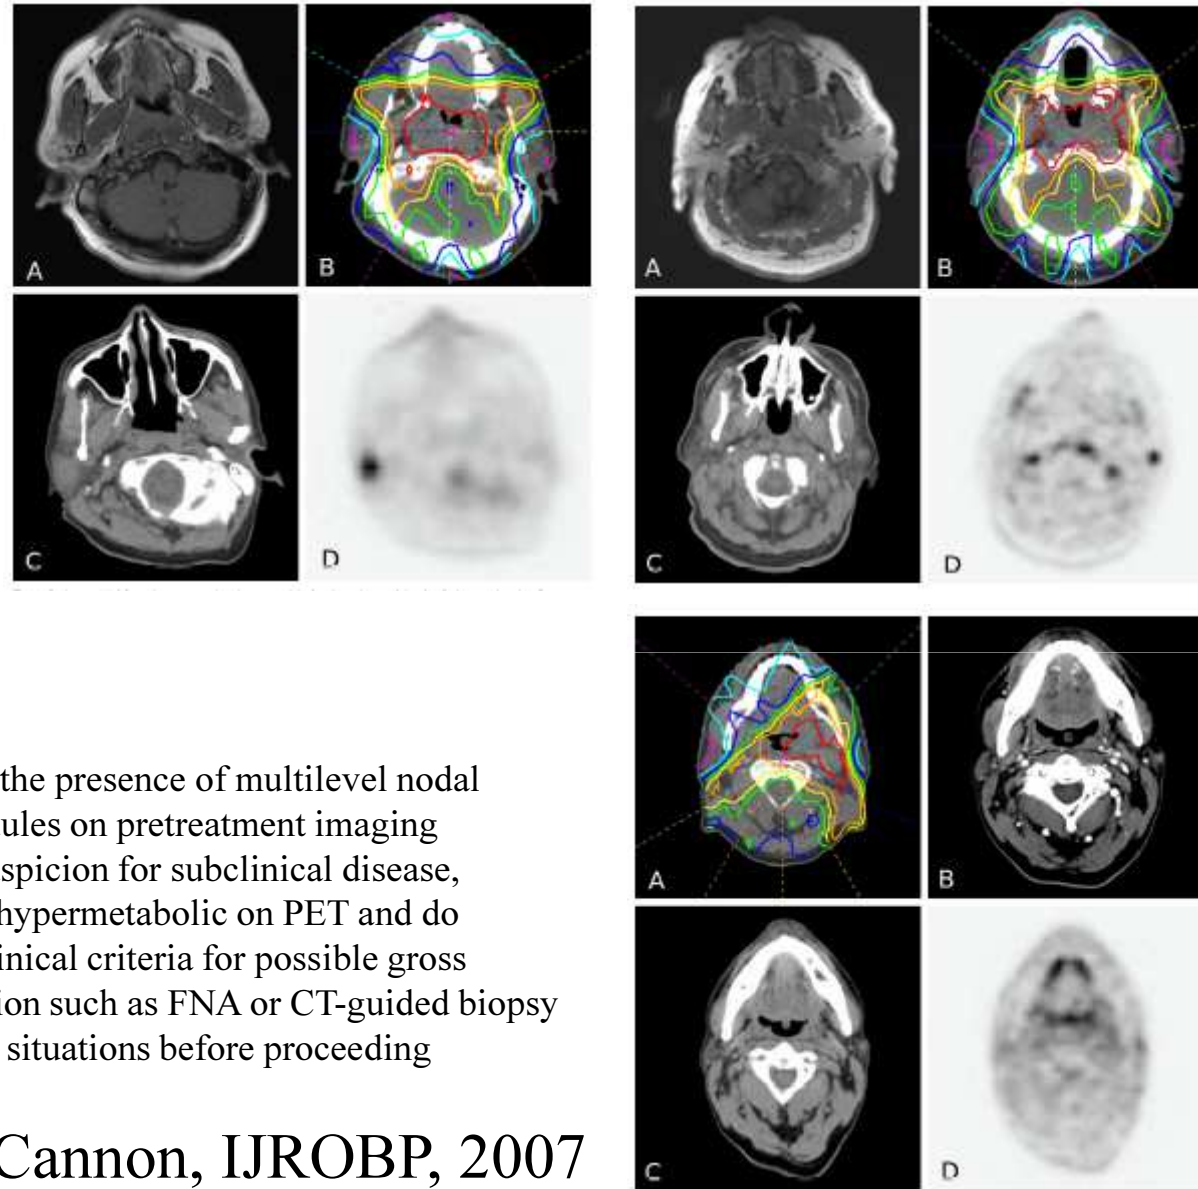 A
B
C
D
A
B
C
D
A
B
C
D
the presence of multilevel nodal
ules on pretreatment imaging
spicion for subclinical disease,
hypermetabolic on PET and do
inical criteria for possible gross
ion such as FNA or CT-guided biopsy
situations before proceeding
Cannon, IJROBP, 2007